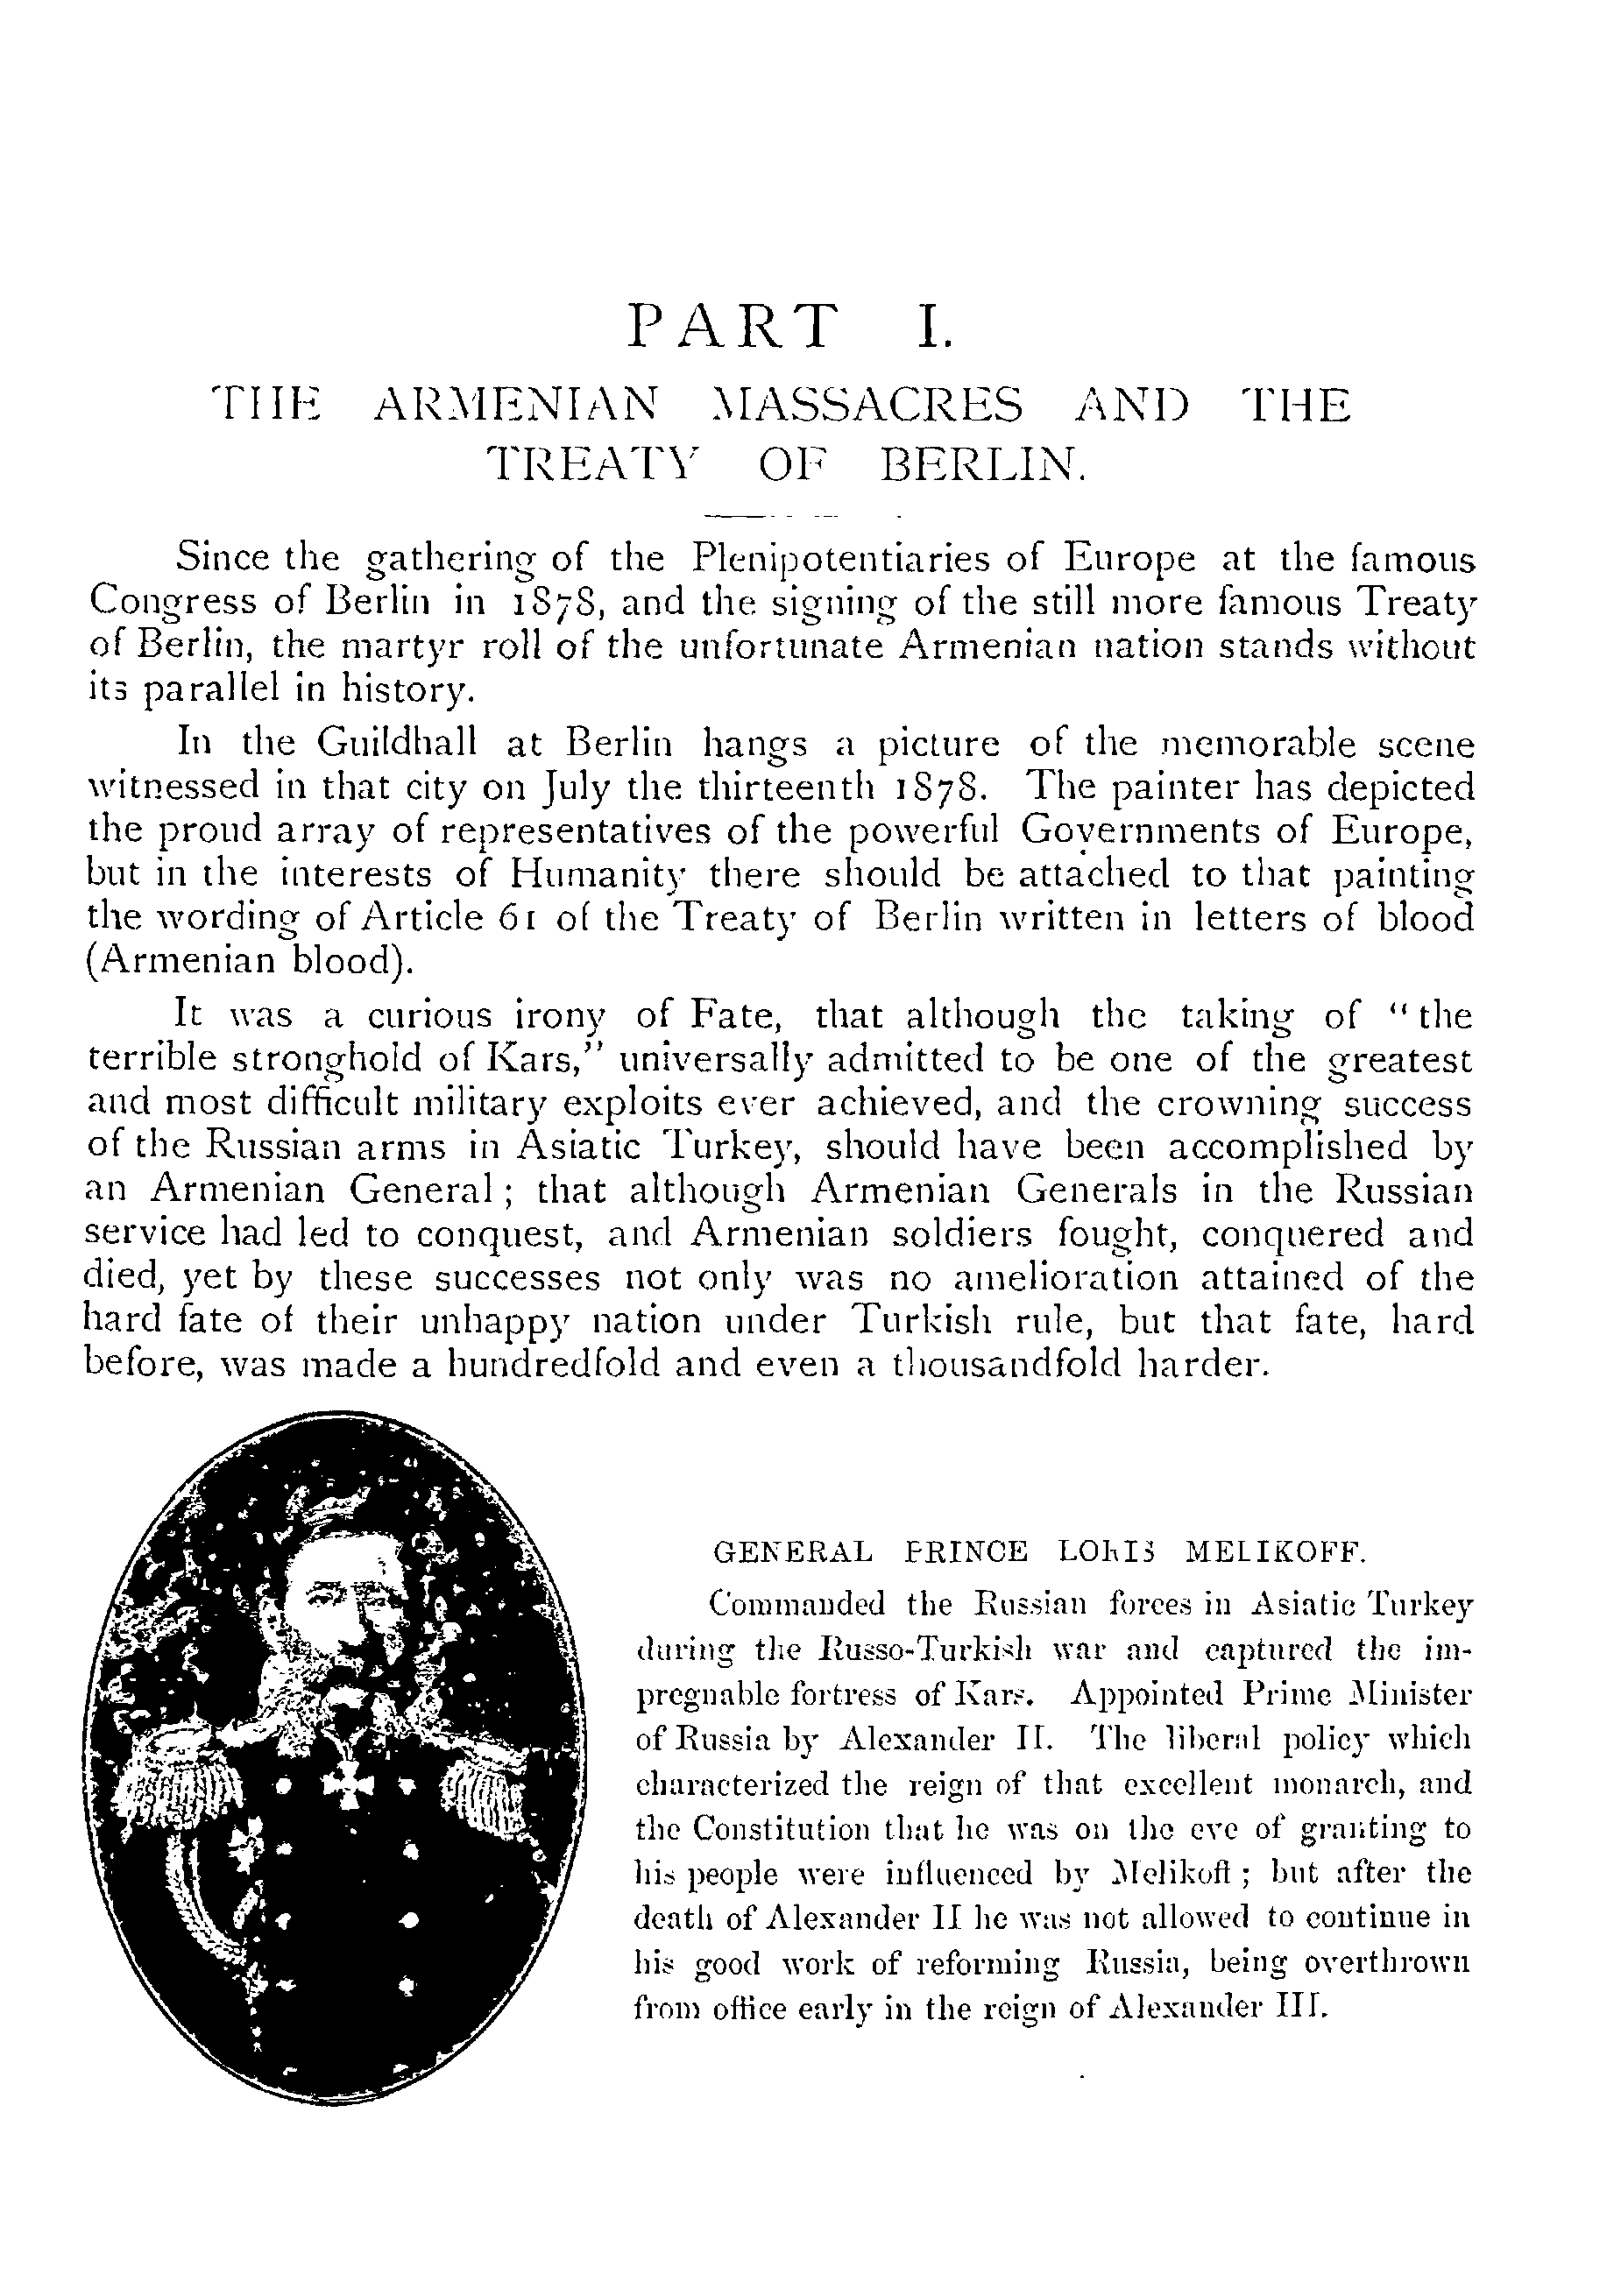 PART I.
THE ARMENIAN MASSACRES AND THE
TREATY OF BERLIN.
Since the gathering of the Plenipotentiaries of Europe at the famous
Congress of Berlin in 1878, and the signing of the still more famous Treaty
of Berlin, the martyr roll of the unfortunate Armenian nation stands without
its parallel in history.
In the Guildhall at Berlin hangs a picture of the memorable scene
witnessed in that city on July the thirteenth 1878. The painter has depicted
the proud array of representatives of the powerful Governments of Europe,
but in the interests of Humanity there should be attached to that painting
the wording of Article 61 of the Treaty of Berlin written in letters of blood
(Armenian blood).
It was a curious irony of Fate, that although the taking of "the
terrible stronghold of Kars," universally admitted to be one of the greatest
and most difficult military exploits ever achieved, and the crowning success
of the Russian arms in Asiatic Turkey, should have been accomplished by
an Armenian General; that although Armenian Generals in the Russian
service had led to conquest, and Armenian soldiers fought, conquered and
died, yet by these successes not only was no amelioration attained of the
hard fate of their unhappy nation under Turkish rule, but that fate, hard
before, was made a hundredfold and even a thousandfold harder.
GENERAL PRINCE LORIS MELIKOFF.
Commanded the Russian forces in Asiatic Turkey
during the Russo-Turkish war and captured the im-
pregnable fortress of Kars. Appointed Prime Minister
of Russia by Alexander II. The liberal policy which
characterized the reign of that excellent monarch, and
the Constitution that he was on the eve of granting to
his people were influenced by Melikoff; but after the
death of Alexander II he was not allowed to continue in
his good work of reforming Russia, being overthrown
from office early in the reign of Alexander III.